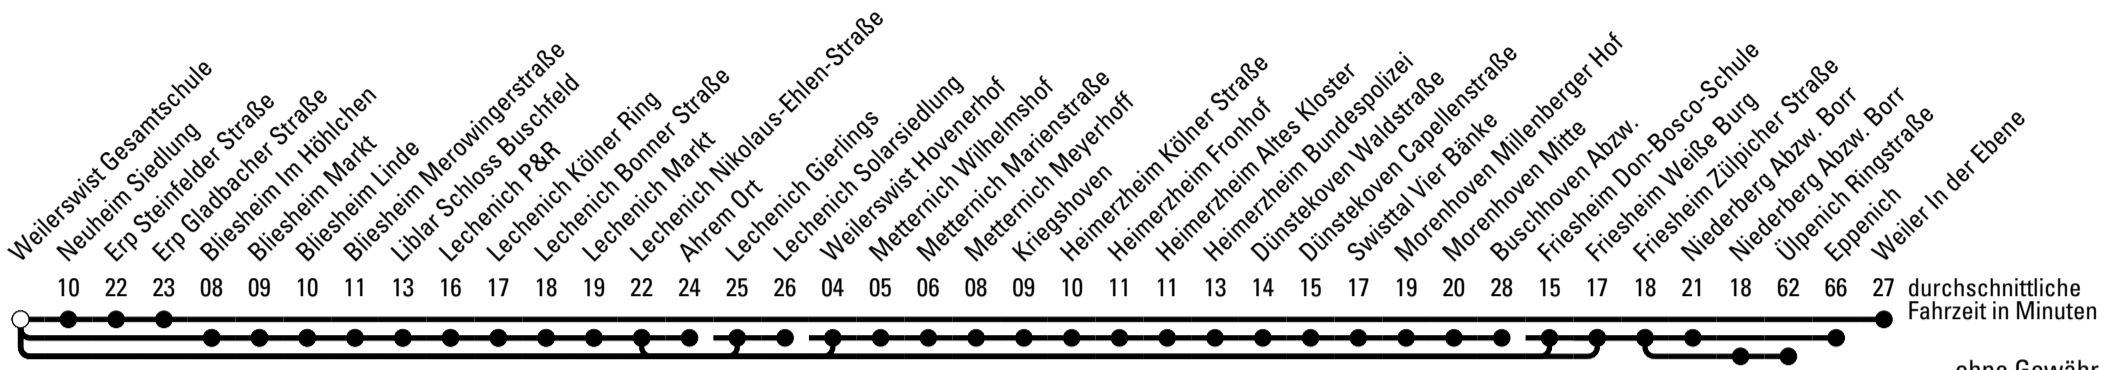 Weilerswist Gesamtschule
Neuheim Siedlung
Erp Steinfelder Straße
Erp Gladbacher Straße
Bliesheim Im Höhlchen
Bliesheim Markt
Bliesheim Linde
Bliesheim Merowingerstraße
Liblar Schloss Buschfeld
Lechenich P&R
Lechenich Kölner Ring
Lechenich Bonner Straße
Lechenich Markt
Lechenich Nikolaus-Ehlen-Straße
Ahrem Ort
Lechenich Gierlings
Lechenich Solarsiedlung
Weilerswist Hovenerhof
Metternich Wilhelmshof
Metternich Marienstraße
Metternich Meyerhoff
Kriegshoven
Heimerzheim Kölner Straße
Heimerzheim Fronhof
Heimerzheim Altes Kloster
Heimerzheim Bundespolizei
Dünstekoven Waldstraße
Dünstekoven Capellenstraße
Swisttal Vier Bänke
Morenhoven Millenberger Hof
Morenhoven Mitte
Buschhoven Abzw.
Friesheim Don-Bosco-Schule
Friesheim Weiße Burg
Friesheim Zülpicher Straße
Niederberg Abzw. Borr
Niederberg Abzw. Borr
Ülpenich Ringstraße
Eppenich
Weiler In der Ebene
10 22 23 08 09 10 11 13 16 17 18 19 22 24 25 26 04 05 06 08 09 10 11 11 13 14 15 17 19 20 28 15 17 18 21 18 62 66 27 durchschnittliche
Fahrzeit in Minuten
ohne Gewähr